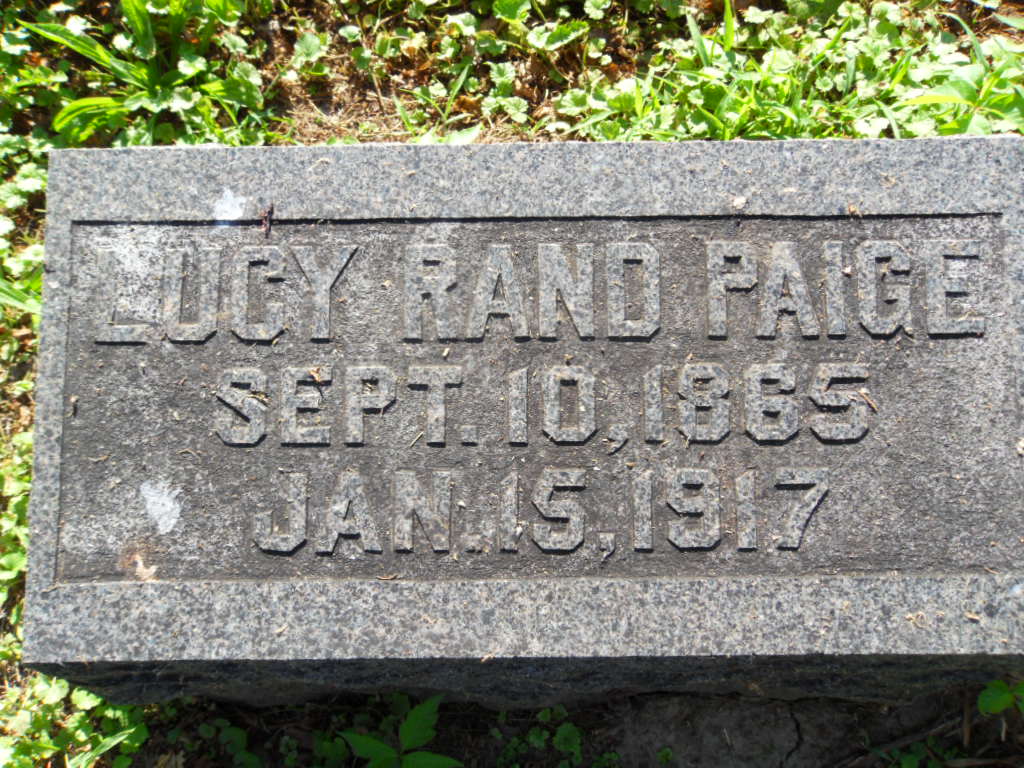 LUCY RAND PAIGE
SEPT. 10, 1865
JAN. 15, 1917